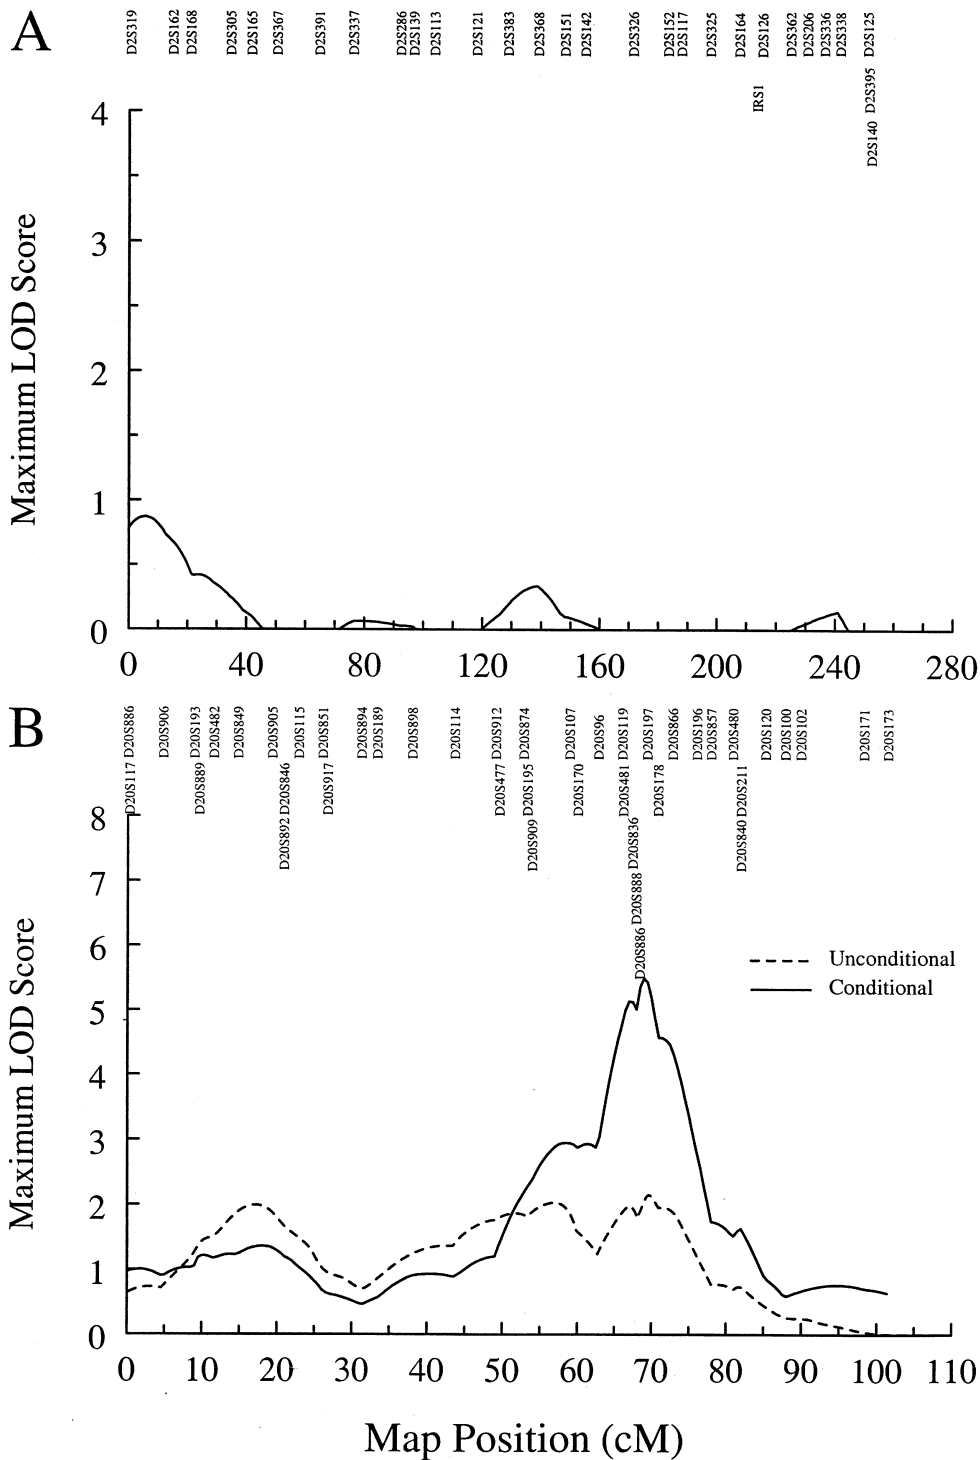 A
D2S319
D2S162
D2S168
D2S305
D2S165
D2S367
D2S391
D2S337
D2S286
D2S139
D2S113
D2S121
D2S383
D2S368
D2S151
D2S142
D2S326
D2S152
D2S117
D2S325
D2S164
D2S126
D2S362
D2S206
D2S336
D2S338
D2S125
IRS1
D2S395
D2S140
Maximum LOD Score
4
3
2
1
0
0 40 80 120 160 200 240 280
B
D20S886
D20S906
D20S193
D20S482
D20S849
D20S905
D20S115
D20S851
D20S894
D20S189
D20S898
D20S114
D20S912
D20S874
D20S107
D20S96
D20S119
D20S197
D20S866
D20S196
D20S857
D20S480
D20S120
D20S100
D20S102
D20S171
D20S173
D20S117
D20S889
D20S846
D20S917
D20S477
D20S195
D20S170
D20S481
D20S178
D20S211
D20S892
D20S909
D20S836
D20S840
D20S888
D20S886
Maximum LOD Score
8
7
6
5
4
3
2
1
0
Unconditional
Conditional
0 10 20 30 40 50 60 70 80 90 100 110
Map Position (cM)